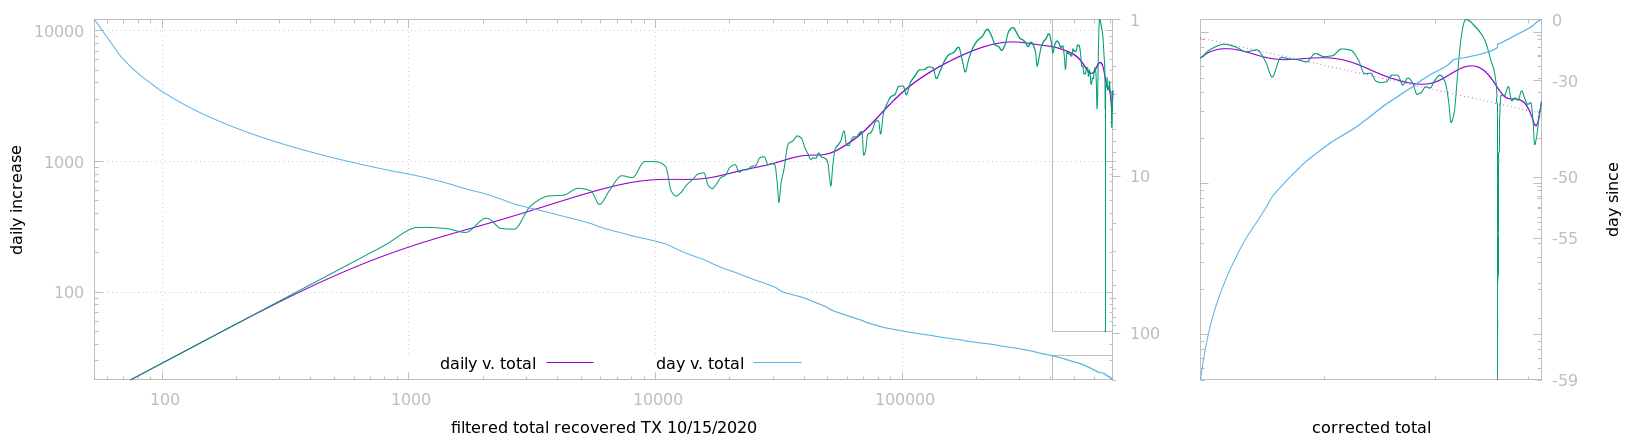 10000
1000
100
daily increase
100
1000
10000
100000
1
10
100
daily v. total
day v. total
filtered total recovered TX 10/15/2020
0
-30
-50
-55
-59
day since
corrected total